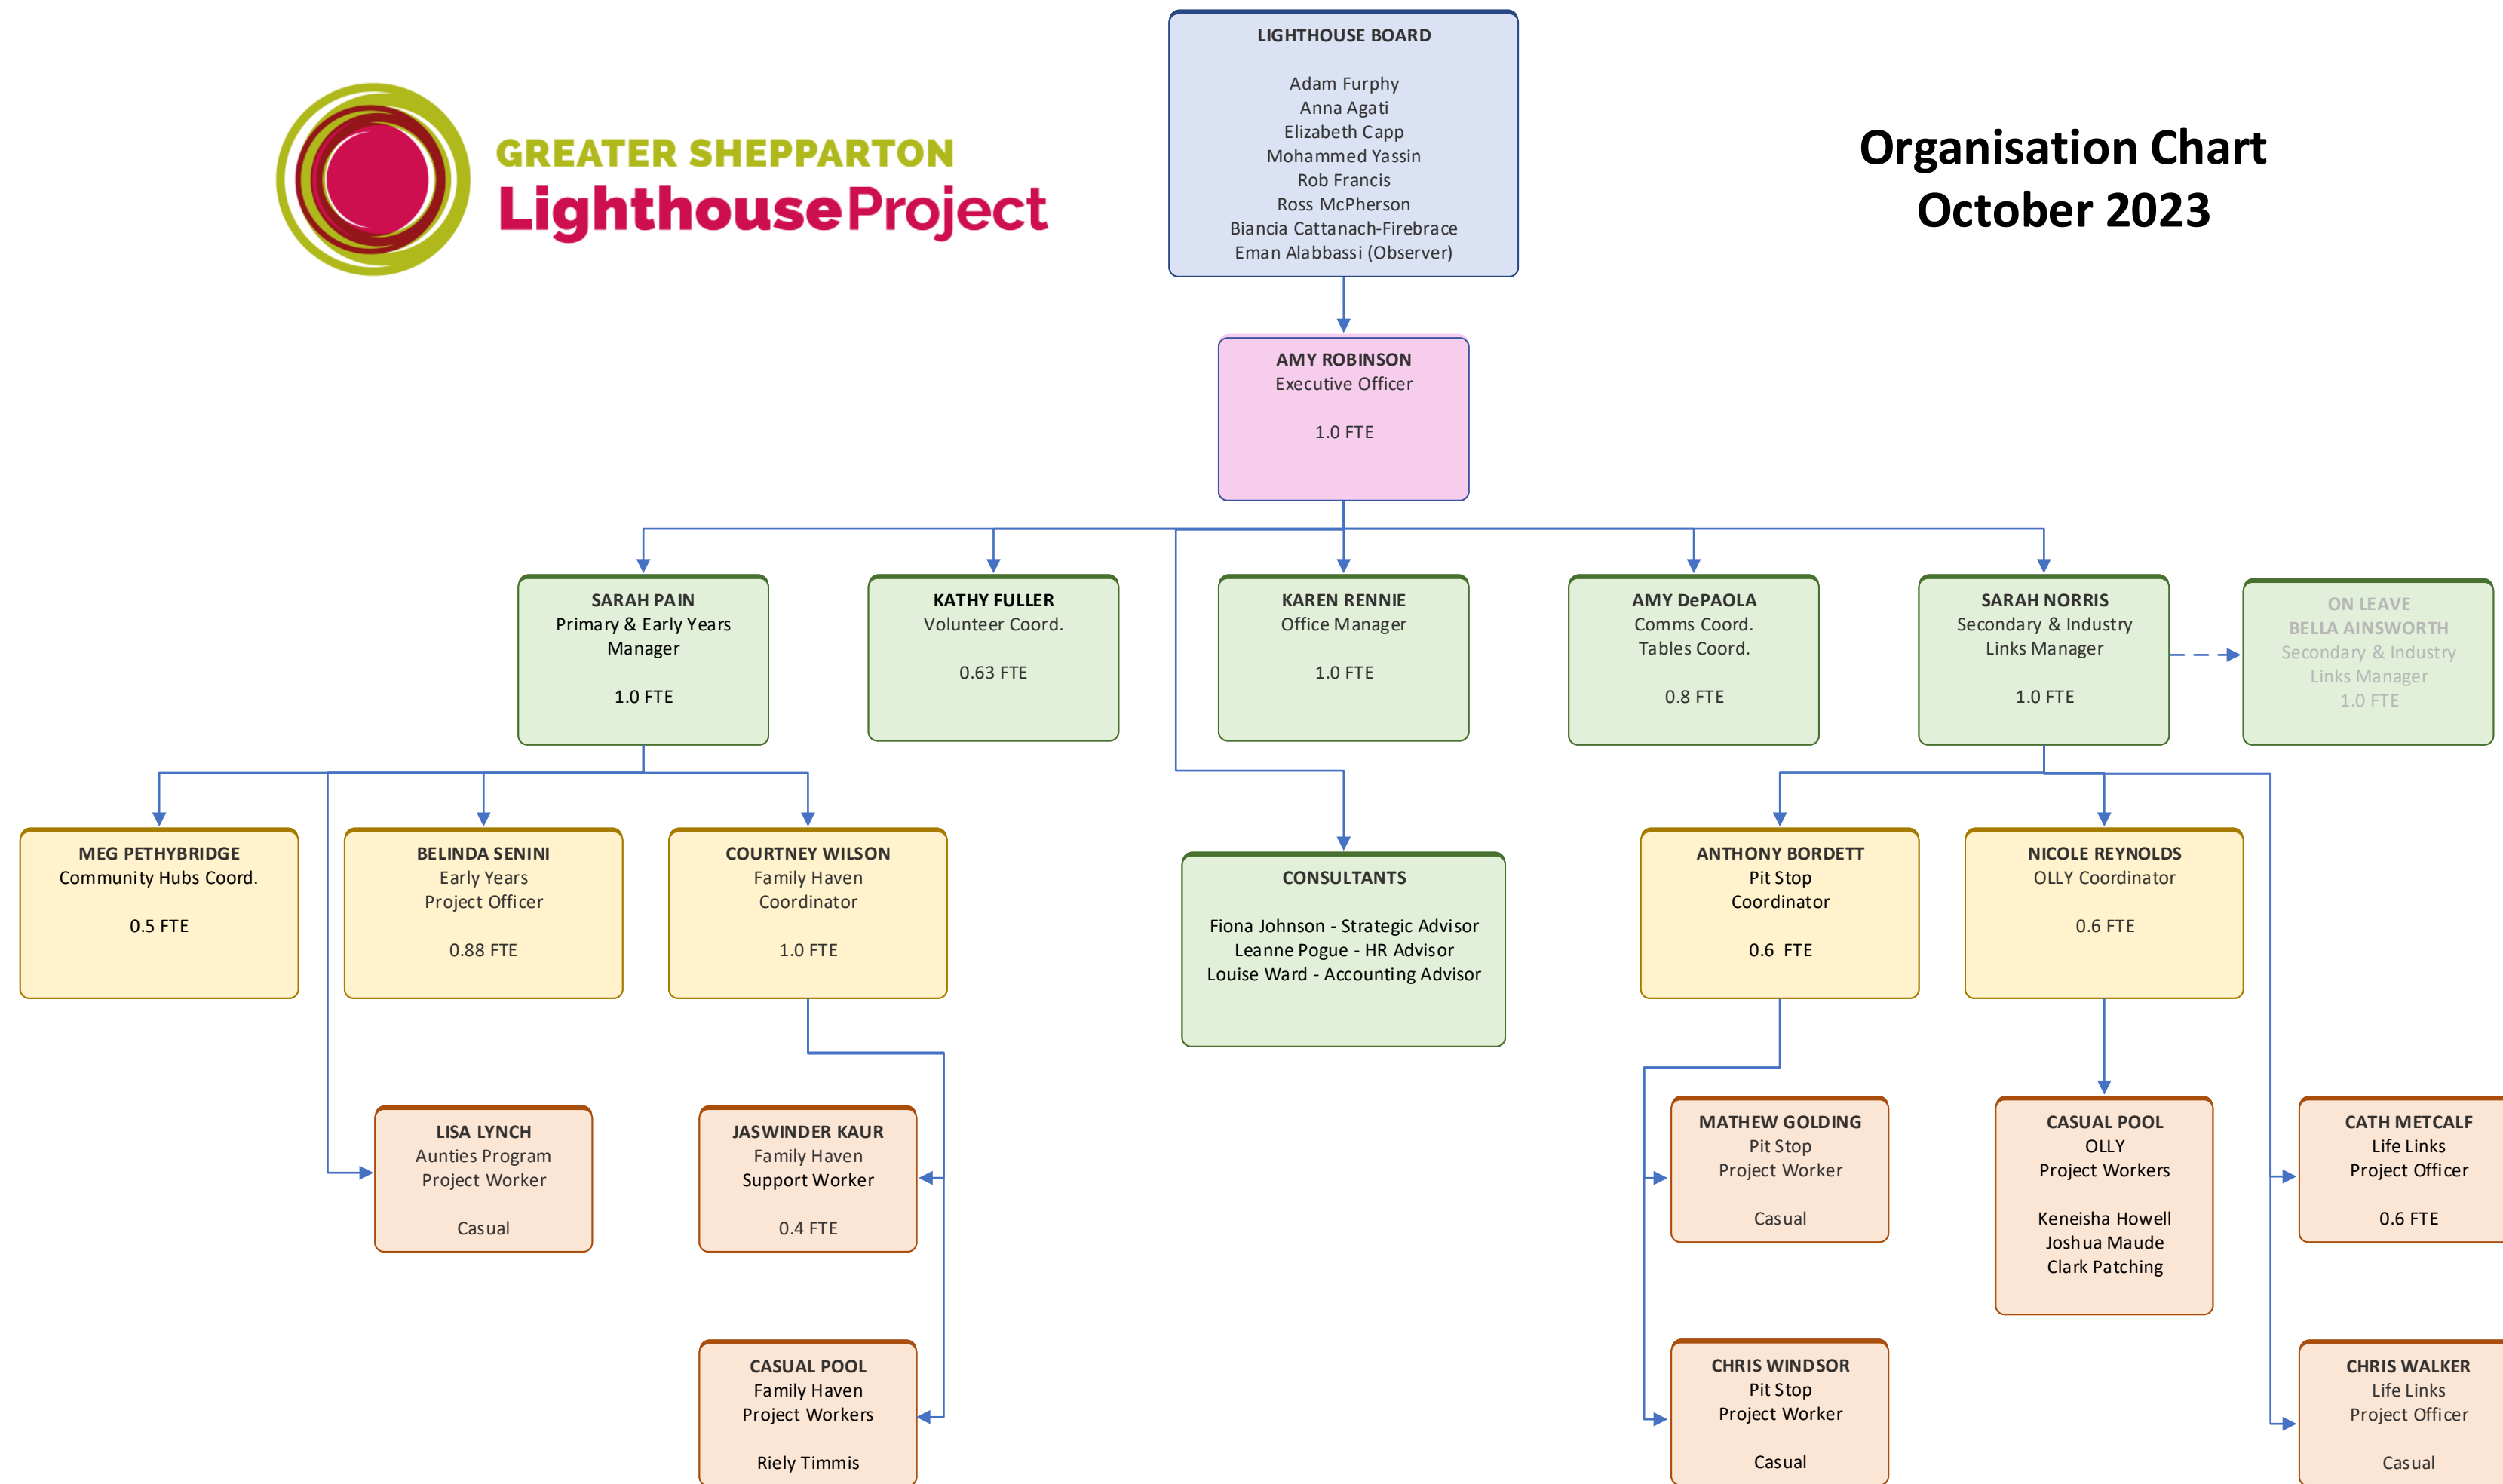 GREATER SHEPPARTON
LighthouseProject
LIGHTHOUSE BOARD
Adam Furphy
Anna Agati
Elizabeth Capp
Mohammed Yassin
Rob Francis
Ross McPherson
Biancia Cattanach-Firebrace
Eman Alabbassi (Observer)
Organisation Chart
October 2023
AMY ROBINSON
Executive Officer
1.0 FTE
SARAH PAIN
Primary & Early Years
Manager
1.0 FTE
KATHY FULLER
Volunteer Coord.
0.63 FTE
KAREN RENNIE
Office Manager
1.0 FTE
AMY DePAOLA
Comms Coord.
Tables Coord.
0.8 FTE
SARAH NORRIS
Secondary & Industry
Links Manager
1.0 FTE
ON LEAVE
BELLA AINSWORTH
Secondary & Industry
Links Manager
1.0 FTE
MEG PETHYBRIDGE
Community Hubs Coord.
0.5 FTE
BELINDA SENINI
Early Years
Project Officer
0.88 FTE
COURTNEY WILSON
Family Haven
Coordinator
1.0 FTE
CONSULTANTS
Fiona Johnson - Strategic Advisor
Leanne Pogue - HR Advisor
Louise Ward - Accounting Advisor
ANTHONY BORDETT
Pit Stop
Coordinator
0.6 FTE
NICOLE REYNOLDS
OLLY Coordinator
0.6 FTE
LISA LYNCH
Aunties Program
Project Worker
Casual
JASWINDER KAUR
Family Haven
Support Worker
0.4 FTE
MATHEW GOLDING
Pit Stop
Project Worker
Casual
CASUAL POOL
OLLY
Project Workers
Keneisha Howell
Joshua Maude
Clark Patching
CATH METCALF
Life Links
Project Officer
0.6 FTE
CASUAL POOL
Family Haven
Project Workers
Riely Timmis
CHRIS WINDSOR
Pit Stop
Project Worker
Casual
CHRIS WALKER
Life Links
Project Officer
Casual